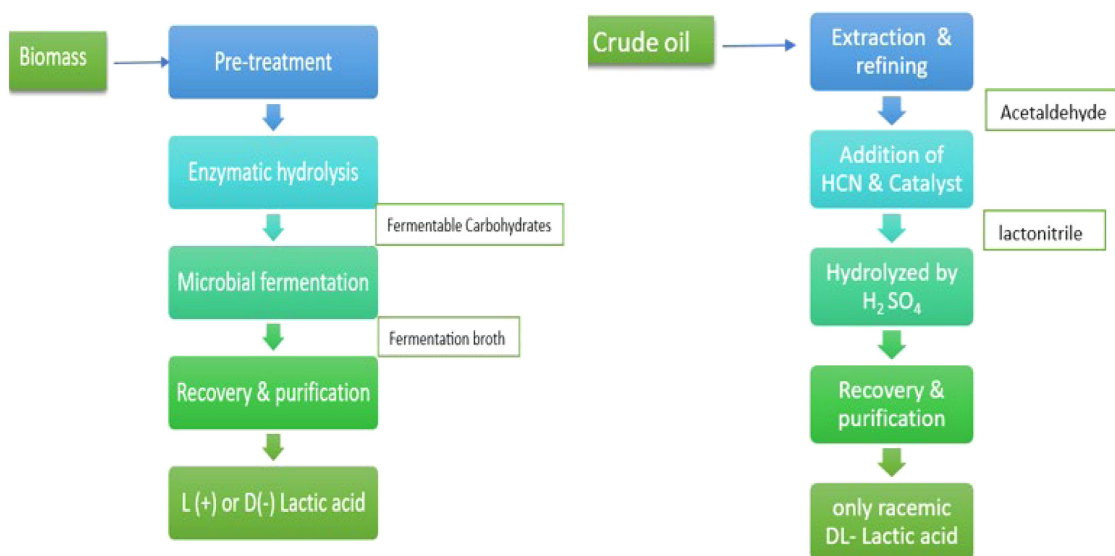 Biomass
Pre-treatment
Enzymatic hydrolysis
Fermentable Carbohydrates
Microbial fermentation
Fermentation broth
Recovery & purification
L (+) or D(-) Lactic acid
Crude oil
Extraction &
refining
Acetaldehyde
Addition of
HCN & Catalyst
lactonitrile
Hydrolyzed by
H₂ SO₄
Recovery &
purification
only racemic
DL- Lactic acid